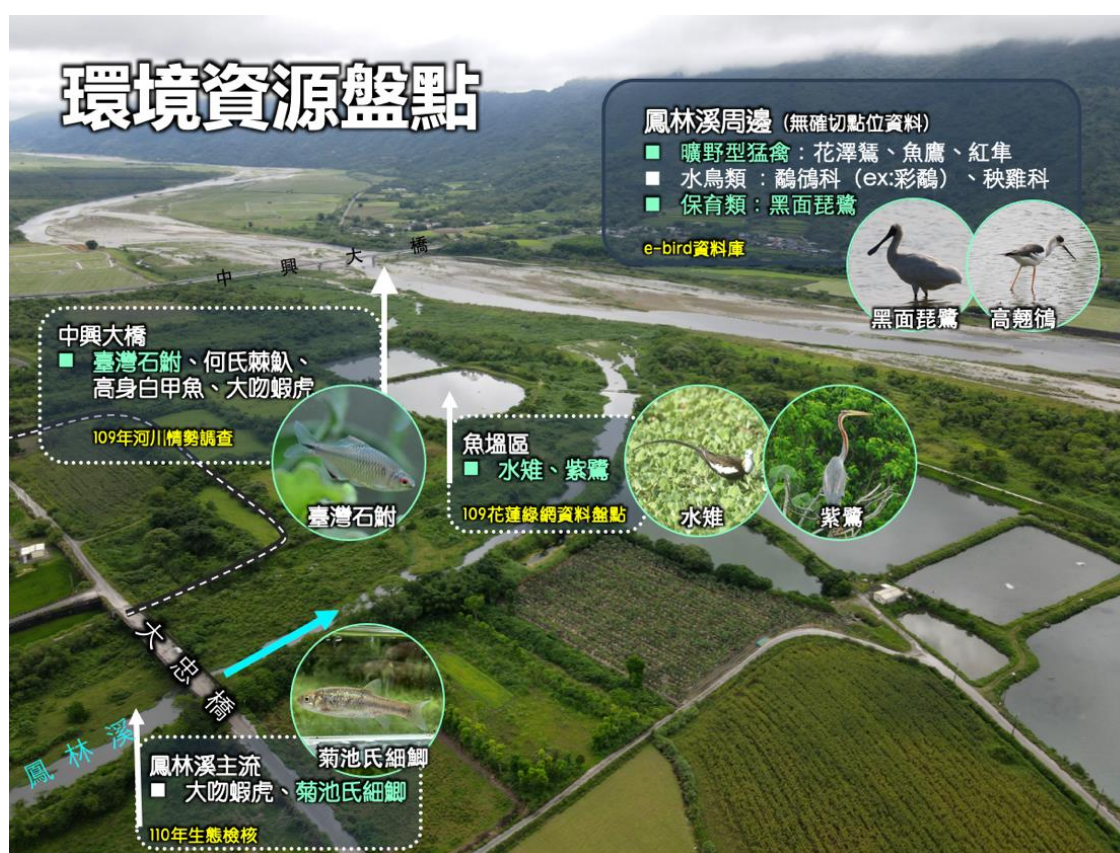 環境資源盤點
鳳林溪周邊 (無確切點位資料)
■ 曠野型猛禽：花澤鵟、魚鷹、紅隼
■ 水鳥類 ：鷸鴴科（ex:彩鷸）、秧雞科
■ 保育類：黑面琵鷺
e-bird資料庫
黑面琵鷺
高翹鴴
中興大橋
中興大橋
■ 臺灣石鮒、何氏棘魞、
高身白甲魚、大吻蝦虎
109年河川情勢調查
臺灣石鮒
魚塭區
■ 水雉、紫鷺
109花蓮綠網資料盤點
水雉
紫鷺
大忠橋
鳳林溪
菊池氏細鯽
鳳林溪主流
■ 大吻蝦虎、菊池氏細鯽
110年生態檢核